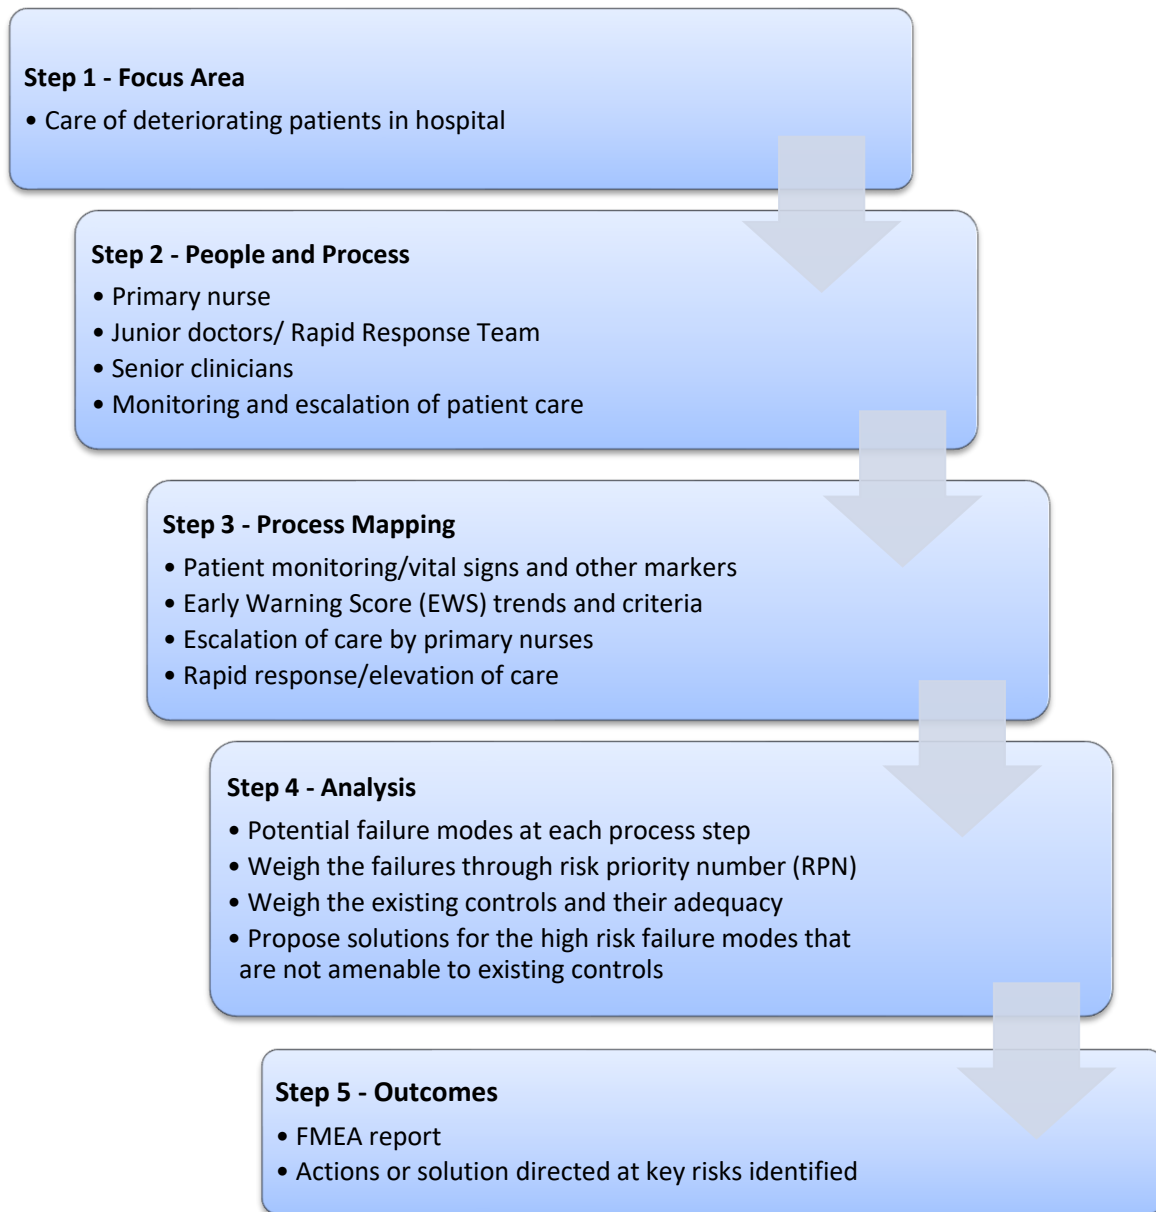 Step 1 - Focus Area
• Care of deteriorating patients in hospital
Step 2 - People and Process
• Primary nurse
• Junior doctors/ Rapid Response Team
• Senior clinicians
• Monitoring and escalation of patient care
Step 3 - Process Mapping
• Patient monitoring/vital signs and other markers
• Early Warning Score (EWS) trends and criteria
• Escalation of care by primary nurses
• Rapid response/elevation of care
Step 4 - Analysis
• Potential failure modes at each process step
• Weigh the failures through risk priority number (RPN)
• Weigh the existing controls and their adequacy
• Propose solutions for the high risk failure modes that
are not amenable to existing controls
Step 5 - Outcomes
• FMEA report
• Actions or solution directed at key risks identified